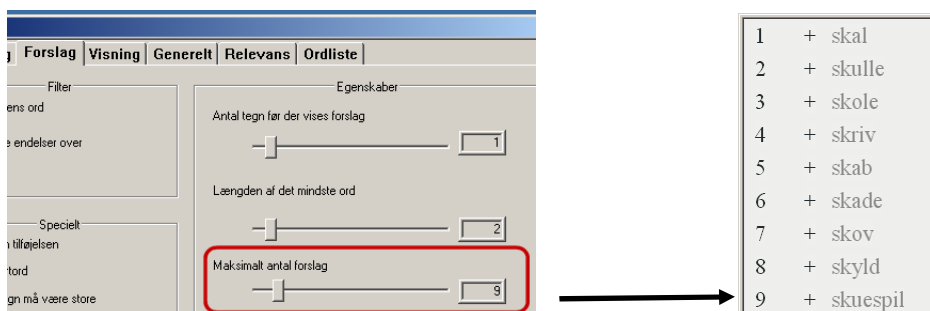 Forslag Visning Generelt Relevans Ordliste
Filter
ens ord
e endelser over
Specielt
n tilføjelsen
rtord
gn må være store
Egenskaber
Antal tegn før der vises forslag
1
Længden af det mindste ord
2
Maksimalt antal forslag
9
1 + skal
2 + skulle
3 + skole
4 + skriv
5 + skab
6 + skade
7 + skov
8 + skyld
9 + skuespil